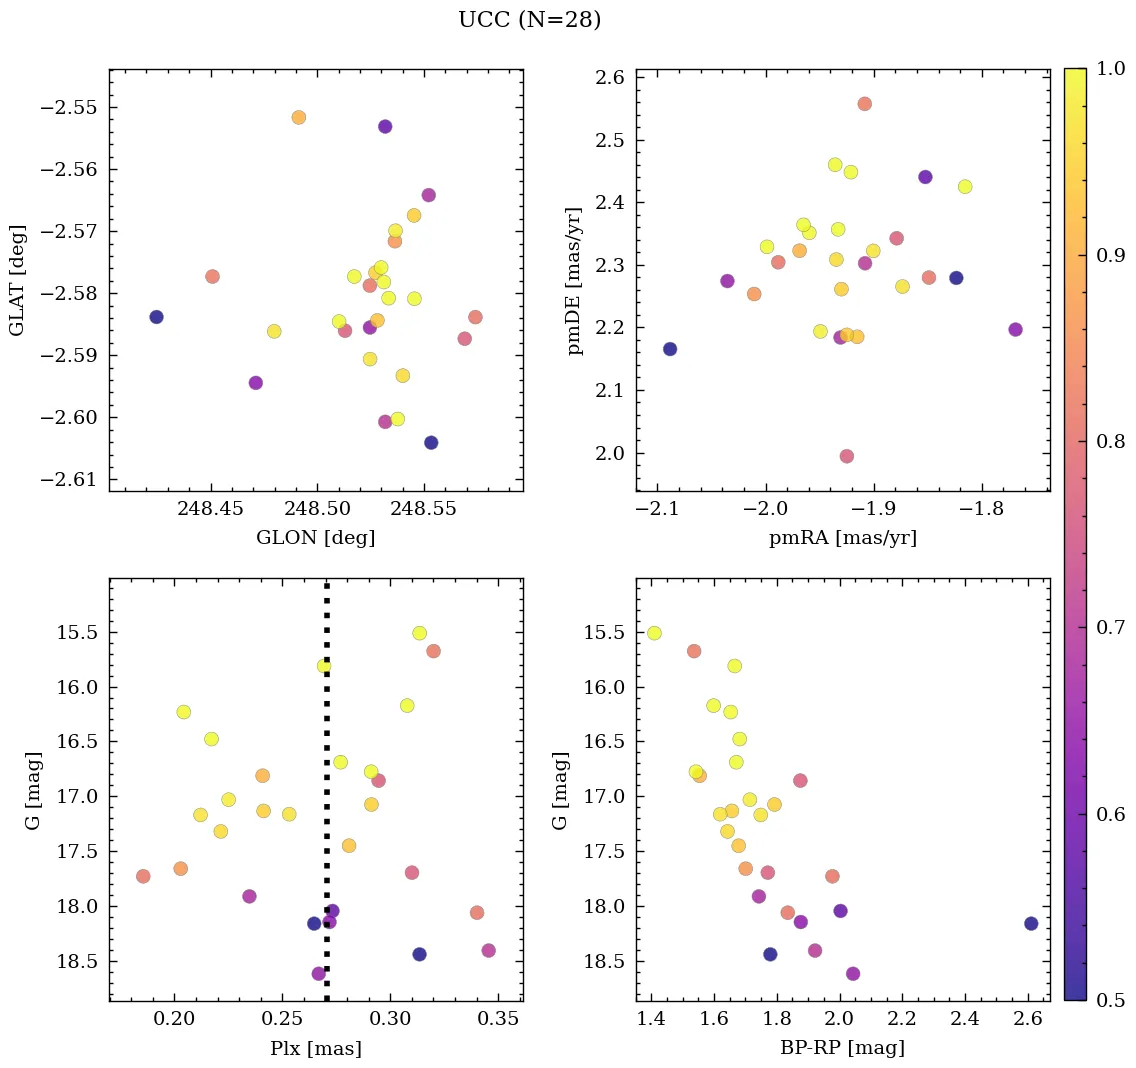 UCC (N=28)
−2.55
−2.56
−2.57
−2.58
−2.59
−2.60
−2.61
GLAT [deg]
248.45 248.50 248.55
GLON [deg]
2.6
2.5
2.4
2.3
2.2
2.1
2.0
pmDE [mas/yr]
−2.1 −2.0 −1.9 −1.8
pmRA [mas/yr]
15.5
16.0
16.5
17.0
17.5
18.0
18.5
G [mag]
0.20 0.25 0.30 0.35
Plx [mas]
15.5
16.0
16.5
17.0
17.5
18.0
18.5
G [mag]
1.4 1.6 1.8 2.0 2.2 2.4 2.6
BP-RP [mag]
1.0
0.9
0.8
0.7
0.6
0.5